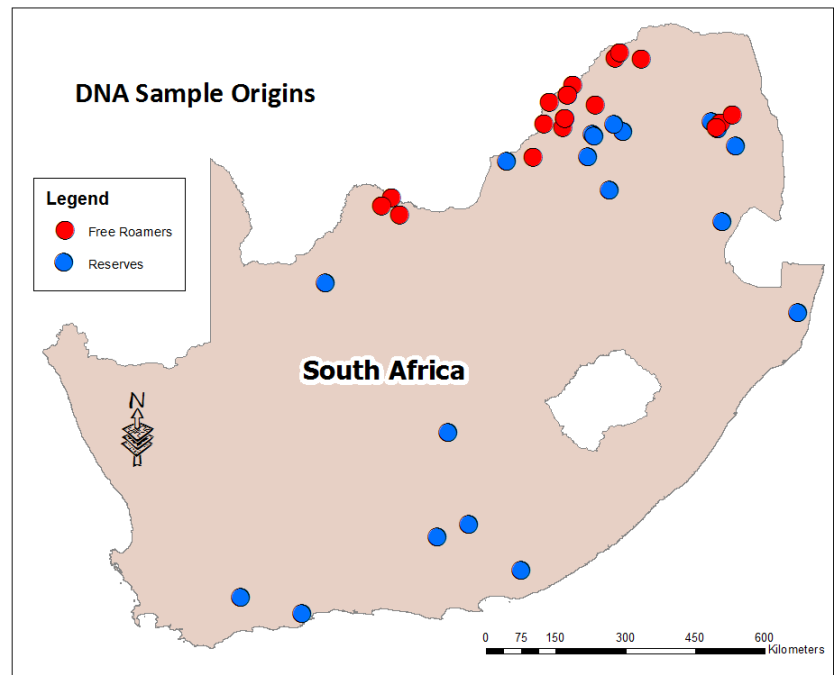 DNA Sample Origins
Legend
Free Roamers
Reserves
South Africa
N
0 75 150 300 450 600
Kilometers